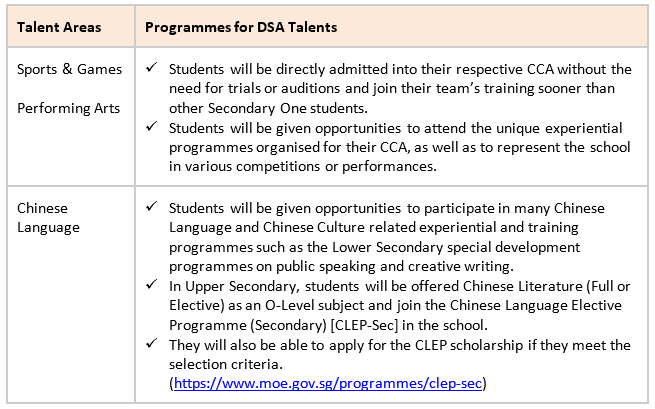 Talent Areas
Programmes for DSA Talents
Sports & Games
Performing Arts
✓ Students will be directly admitted into their respective CCA without the
need for trials or auditions and join their team's training sooner than
other Secondary One students.
✓ Students will be given opportunities to attend the unique experiential
programmes organised for their CCA, as well as to represent the school
in various competitions or performances.
Chinese
Language
✓ Students will be given opportunities to participate in many Chinese
Language and Chinese Culture related experiential and training
programmes such as the Lower Secondary special development
programmes on public speaking and creative writing.
✓ In Upper Secondary, students will be offered Chinese Literature (Full or
Elective) as an O-Level subject and join the Chinese Language Elective
Programme (Secondary) [CLEP-Sec] in the school.
✓ They will also be able to apply for the CLEP scholarship if they meet the
selection criteria.
(https://www.moe.gov.sg/programmes/clep-sec)